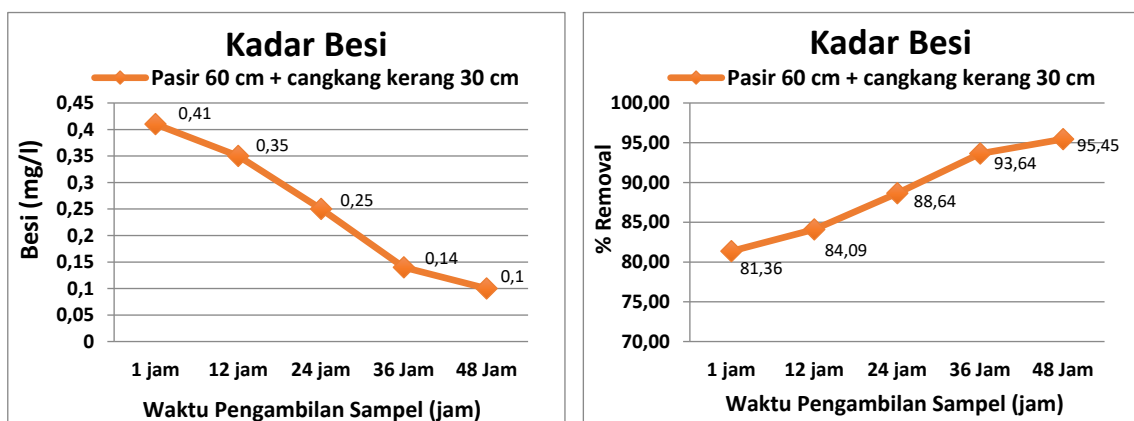 Kadar Besi
Pasir 60 cm + cangkang kerang 30 cm
Besi (mg/l)
0,45
0,4
0,35
0,3
0,25
0,2
0,15
0,1
0,05
0
0,41
0,35
0,25
0,14
0,1
1 jam 12 jam 24 jam 36 Jam 48 Jam
Waktu Pengambilan Sampel (jam)
Kadar Besi
Pasir 60 cm + cangkang kerang 30 cm
% Removal
100,00
95,00
90,00
85,00
80,00
75,00
70,00
81,36
84,09
88,64
93,64
95,45
1 jam 12 jam 24 jam 36 Jam 48 Jam
Waktu Pengambilan Sampel (jam)